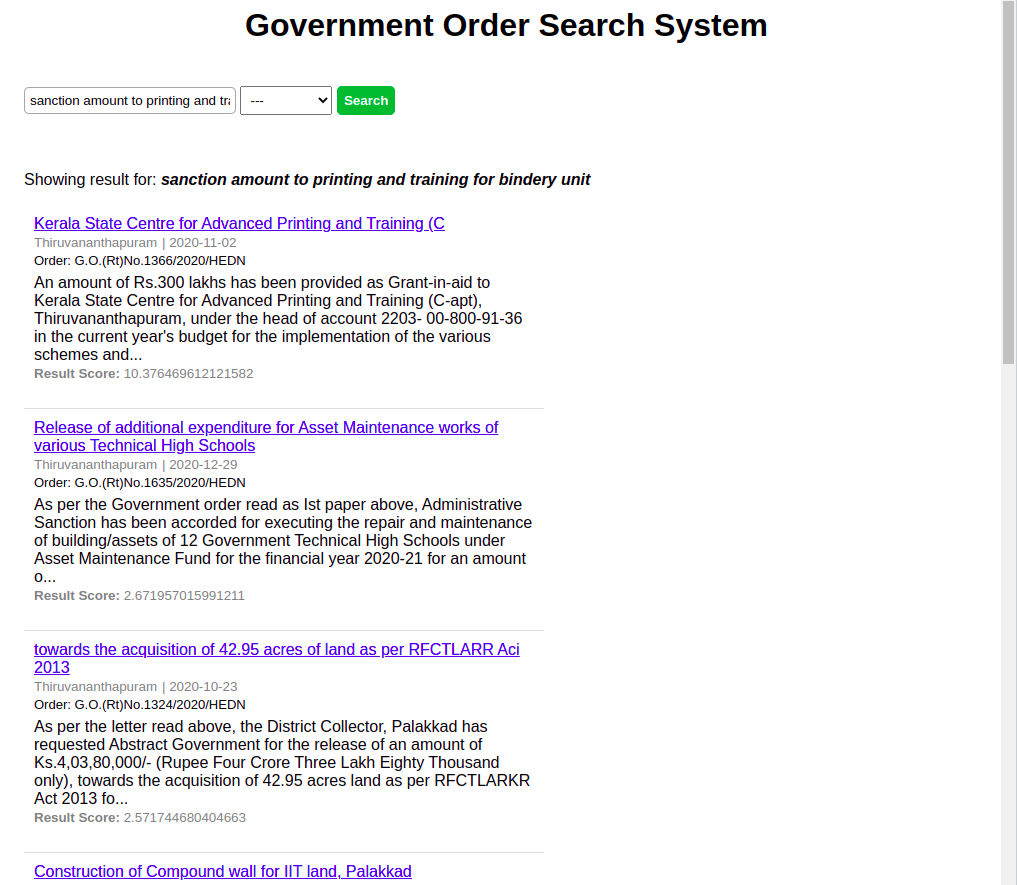 Government Order Search System
sanction amount to printing and tra
---
Search
Showing result for: sanction amount to printing and training for bindery unit
Kerala State Centre for Advanced Printing and Training (C
Thiruvananthapuram | 2020-11-02
Order: G.O.(Rt)No.1366/2020/HEDN
An amount of Rs.300 lakhs has been provided as Grant-in-aid to
Kerala State Centre for Advanced Printing and Training (C-apt),
Thiruvananthapuram, under the head of account 2203- 00-800-91-36
in the current year's budget for the implementation of the various
schemes and...
Result Score: 10.376469612121582
Release of additional expenditure for Asset Maintenance works of
various Technical High Schools
Thiruvananthapuram | 2020-12-29
Order: G.O.(Rt)No.1635/2020/HEDN
As per the Government order read as Ist paper above, Administrative
Sanction has been accorded for executing the repair and maintenance
of building/assets of 12 Government Technical High Schools under
Asset Maintenance Fund for the financial year 2020-21 for an amount
o...
Result Score: 2.671957015991211
towards the acquisition of 42.95 acres of land as per RFCTLARR Aci
2013
Thiruvananthapuram | 2020-10-23
Order: G.O.(Rt)No.1324/2020/HEDN
As per the letter read above, the District Collector, Palakkad has
requested Abstract Government for the release of an amount of
Ks.4,03,80,000/- (Rupee Four Crore Three Lakh Eighty Thousand
only), towards the acquisition of 42.95 acres land as per RFCTLARKR
Act 2013 fo...
Result Score: 2.571744680404663
Construction of Compound wall for IIT land, Palakkad